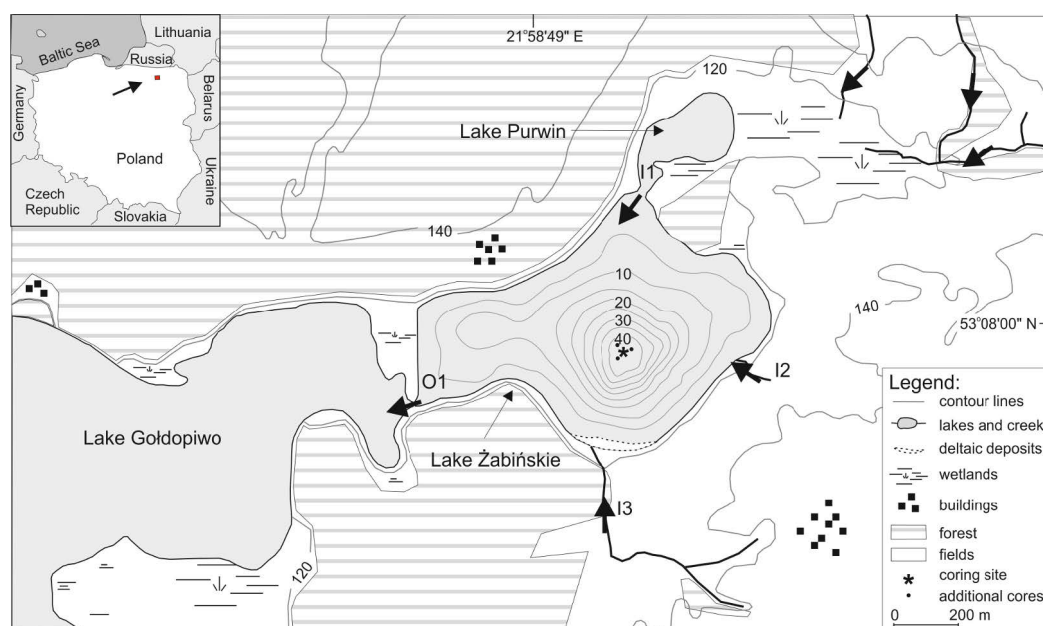 Baltic Sea
Lithuania
Russia
Germany
Belarus
Poland
Ukraine
Czech
Republic
Slovakia
21°58'49" E
120
Lake Purwin
I1
140
10
20
30
40
140
53°08'00" N
I2
O1
Lake Gołdopiwo
Lake Żabińskie
I3
120
Legend:
contour lines
lakes and creek
deltaic deposits
wetlands
buildings
forest
fields
coring site
additional cores
0 200 m